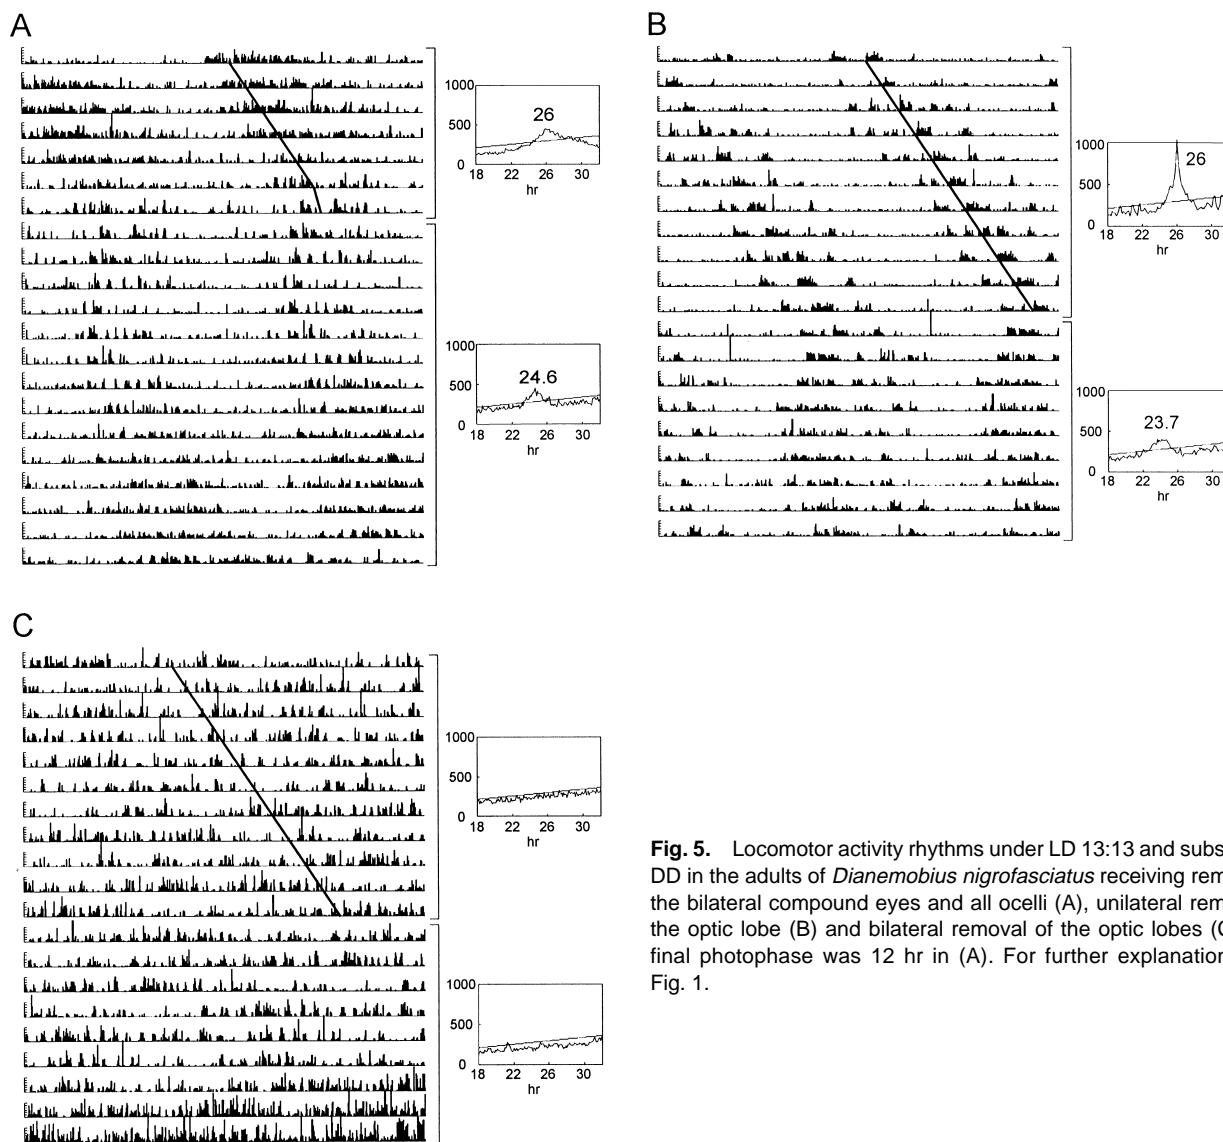 A
1000
500
0
26
18 22 26 30
hr
1000
500
0
24.6
18 22 26 30
hr
B
1000
500
0
26
18 22 26 30
hr
1000
500
0
23.7
18 22 26 30
hr
C
1000
500
0
18 22 26 30
hr
1000
500
0
18 22 26 30
hr
Fig. 5. Locomotor activity rhythms under LD 13:13 and subs
DD in the adults of Dianemobius nigrofasciatus receiving rem
the bilateral compound eyes and all ocelli (A), unilateral rem
the optic lobe (B) and bilateral removal of the optic lobes (C
final photophase was 12 hr in (A). For further explanation
Fig. 1.